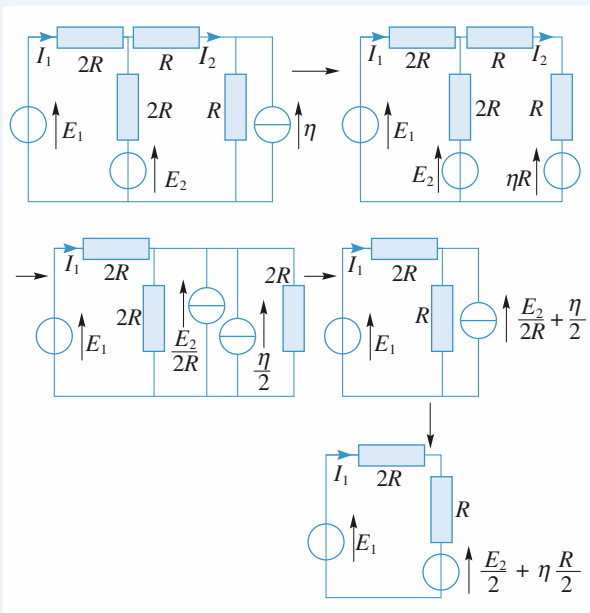 I₁ 2R R I₂ I₁ 2R R I₂
E₁ 2R R η E₁ 2R R
E₂ E₂ ηR
I₁ 2R 2R I₁ 2R
E₁ 2R E₂/2R η/2 E₁ R E₂/2R + η/2
I₁ 2R
R
E₁
E₂/2 + η R/2